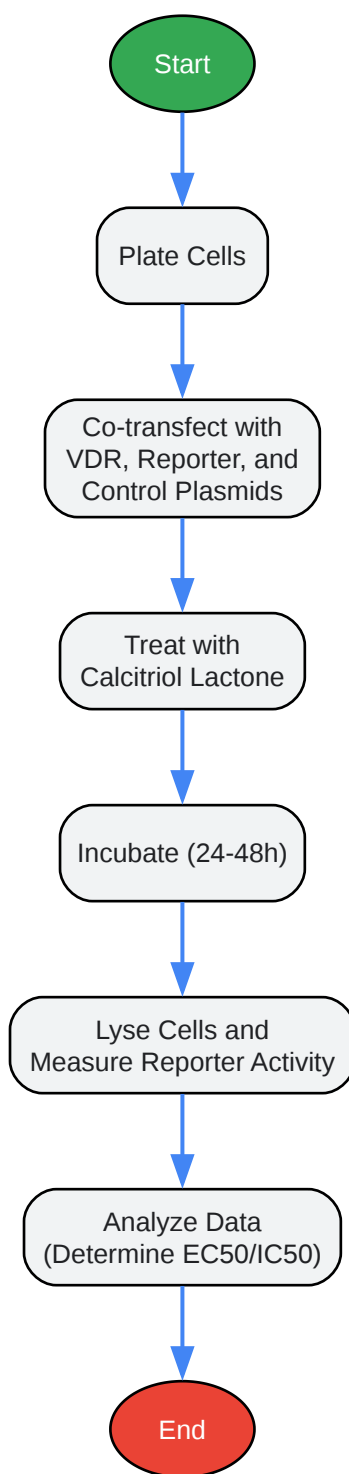 Start
Plate Cells
Co-transfect with
VDR, Reporter, and
Control Plasmids
Treat with
Calcitriol Lactone
Incubate (24-48h)
Lyse Cells and
Measure Reporter Activity
Analyze Data
(Determine EC50/IC50)
End